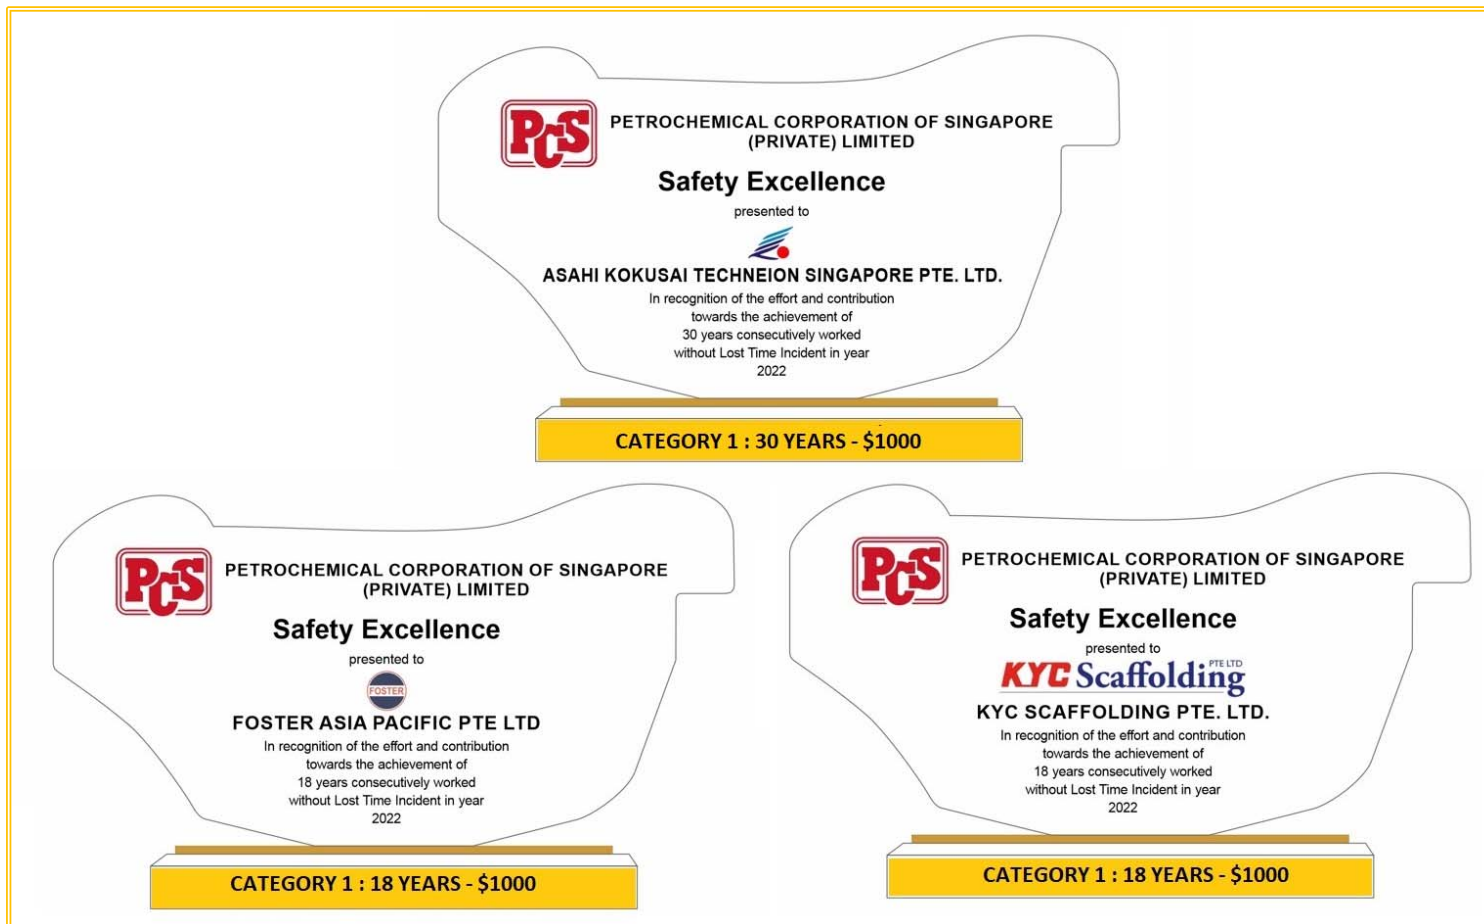 PCS
PETROCHEMICAL CORPORATION OF SINGAPORE
(PRIVATE) LIMITED
Safety Excellence
presented to
ASAHI KOKUSAI TECHNEION SINGAPORE PTE. LTD.
In recognition of the effort and contribution
towards the achievement of
30 years consecutively worked
without Lost Time Incident in year
2022
CATEGORY 1 : 30 YEARS - $1000
PCS
PETROCHEMICAL CORPORATION OF SINGAPORE
(PRIVATE) LIMITED
Safety Excellence
presented to
FOSTER
FOSTER ASIA PACIFIC PTE LTD
In recognition of the effort and contribution
towards the achievement of
18 years consecutively worked
without Lost Time Incident in year
2022
CATEGORY 1 : 18 YEARS - $1000
PCS
PETROCHEMICAL CORPORATION OF SINGAPORE
(PRIVATE) LIMITED
Safety Excellence
presented to
KYC Scaffolding PTE LTD
KYC SCAFFOLDING PTE. LTD.
In recognition of the effort and contribution
towards the achievement of
18 years consecutively worked
without Lost Time Incident in year
2022
CATEGORY 1 : 18 YEARS - $1000